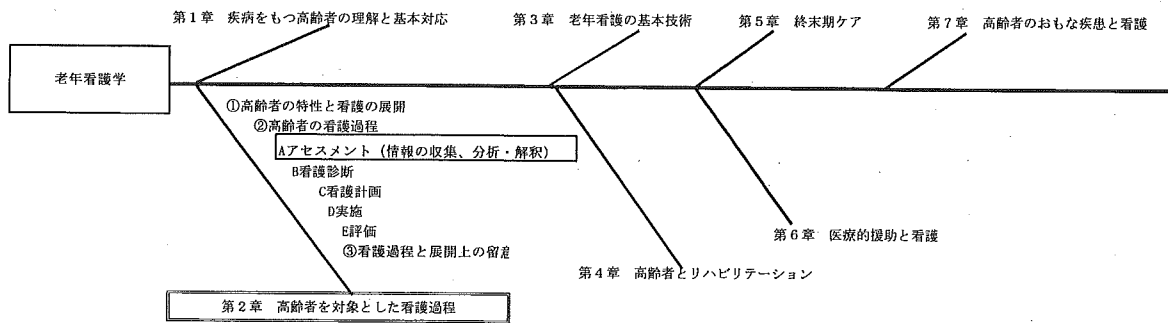 第1章　疾病をもつ高齢者の理解と基本対応
第3章　老年看護の基本技術
第5章　終末期ケア
第7章　高齢者のおもな疾患と看護
老年看護学
①高齢者の特性と看護の展開
②高齢者の看護過程
Aアセスメント（情報の収集、分析・解釈）
B看護診断
C看護計画
D実施
E評価
③看護過程と展開上の留意
第6章　医療的援助と看護
第4章　高齢者とリハビリテーション
第2章　高齢者を対象とした看護過程